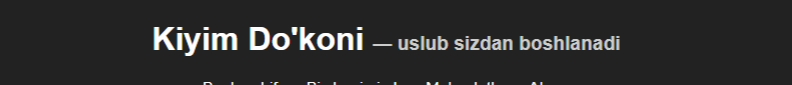 Kiyim Do'koni — uslub sizdan boshlanadi